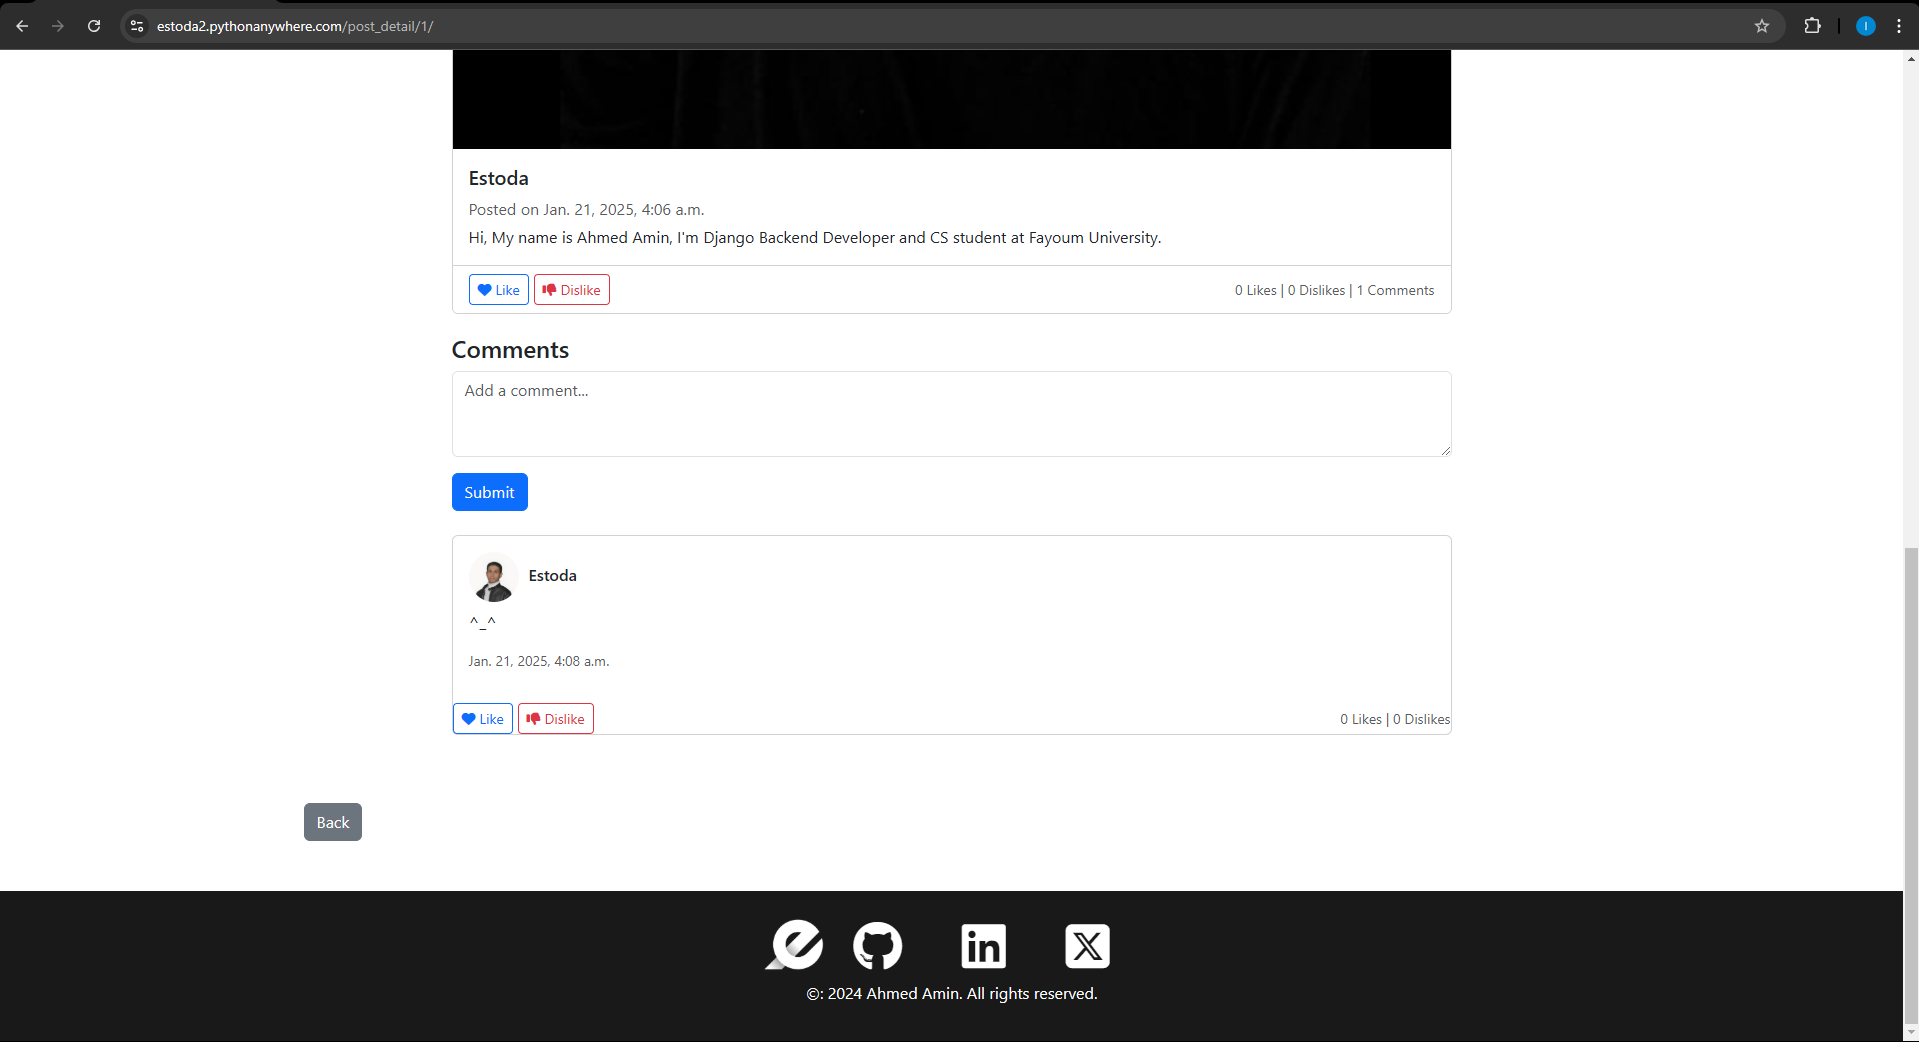 estoda2.pythonanywhere.com/post_detail/1/
I
Estoda
Posted on Jan. 21, 2025, 4:06 a.m.
Hi, My name is Ahmed Amin, I'm Django Backend Developer and CS student at Fayoum University.
Like Dislike 0 Likes | 0 Dislikes | 1 Comments
Comments
Add a comment...
Submit
Estoda
^_^
Jan. 21, 2025, 4:08 a.m.
Like Dislike 0 Likes | 0 Dislikes
Back
in X
©: 2024 Ahmed Amin. All rights reserved.